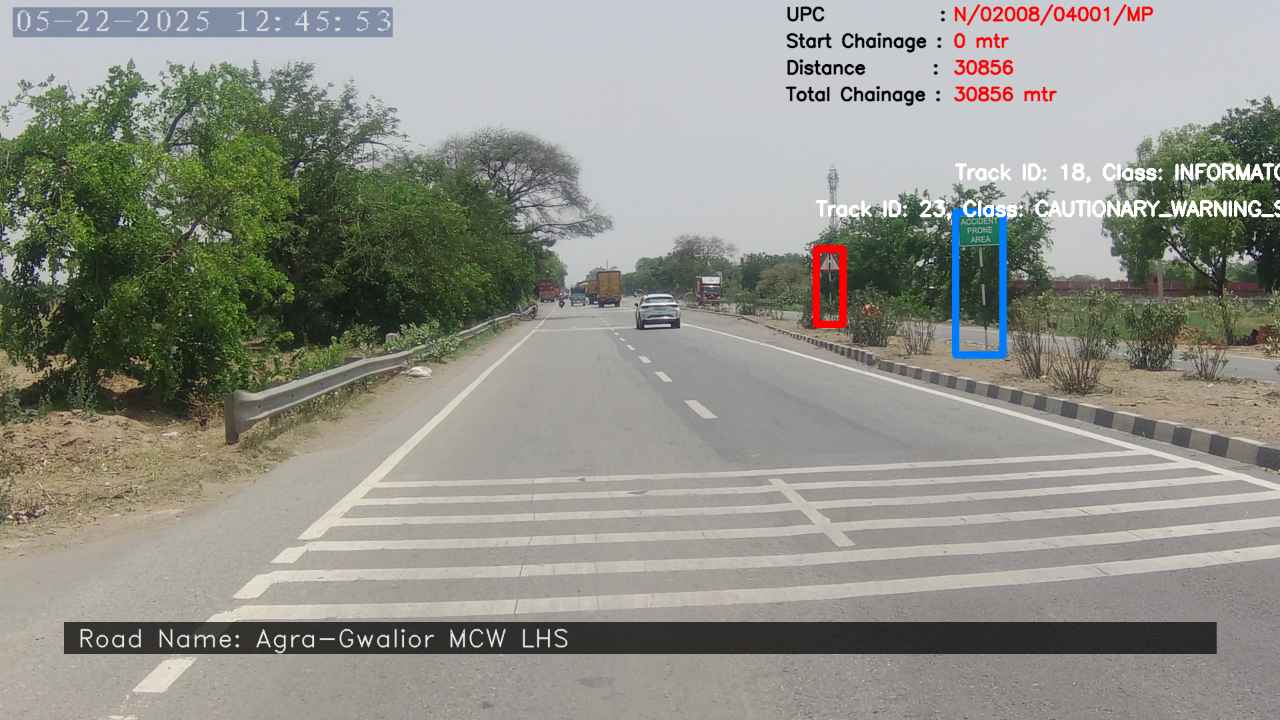 05-22-2025 12:45:53
UPC : N/02008/04001/MP
Start Chainage : 0 mtr
Distance : 30856
Total Chainage : 30856 mtr
Track ID: 18, Class: INFORMATO
Track ID: 23, Class: CAUTIONARY_WARNING_S
ACCIDENT
PRONE
AREA
Road Name: Agra-Gwalior MCW LHS